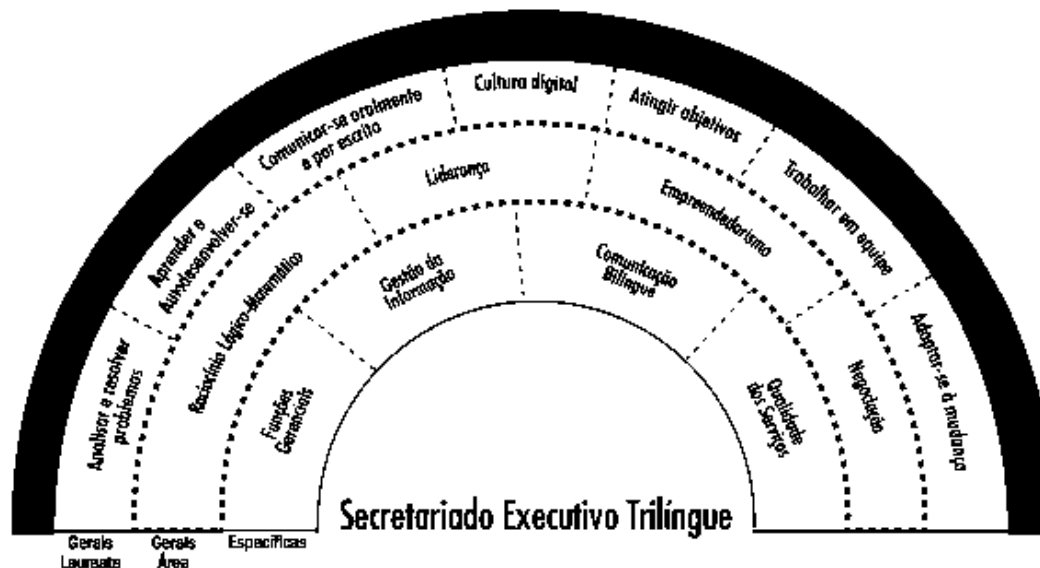 Analisar e resolver
problemas
Aprender e
Autodesenvolver-se
Comunicar-se oralmente
e por escrito
Cultura digital
Atingir objetivos
Trabalhar em equipe
Adaptar-se à mudança
Raciocínio Lógico-Matemático
Liderança
Empreendedorismo
Negociação
Funções
Gerenciais
Gestão da
Informação
Comunicação
Bilíngue
Qualidade
dos Serviços
Secretariado Executivo Trilíngue
Gerais
Laureate
Gerais
Área
Específicas